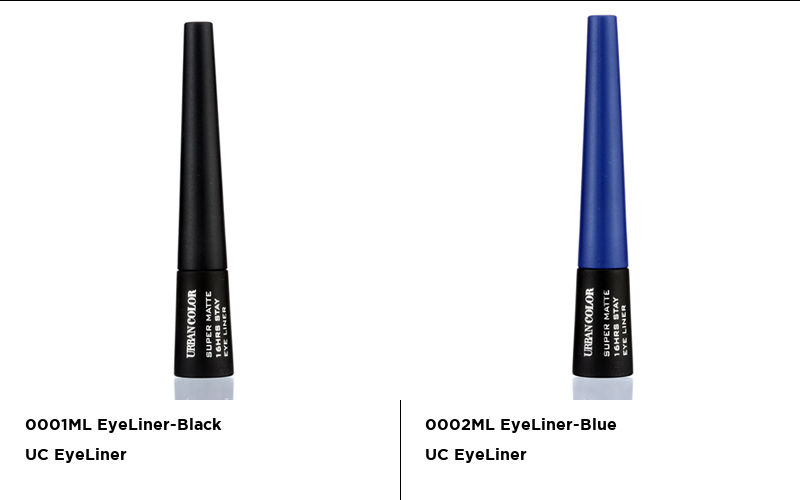 URBAN COLOR
SUPER MATTE
16HRS STAY
EYE LINER
URBAN COLOR
SUPER MATTE
16HRS STAY
EYE LINER
0001ML EyeLiner-Black
UC EyeLiner
0002ML EyeLiner-Blue
UC EyeLiner